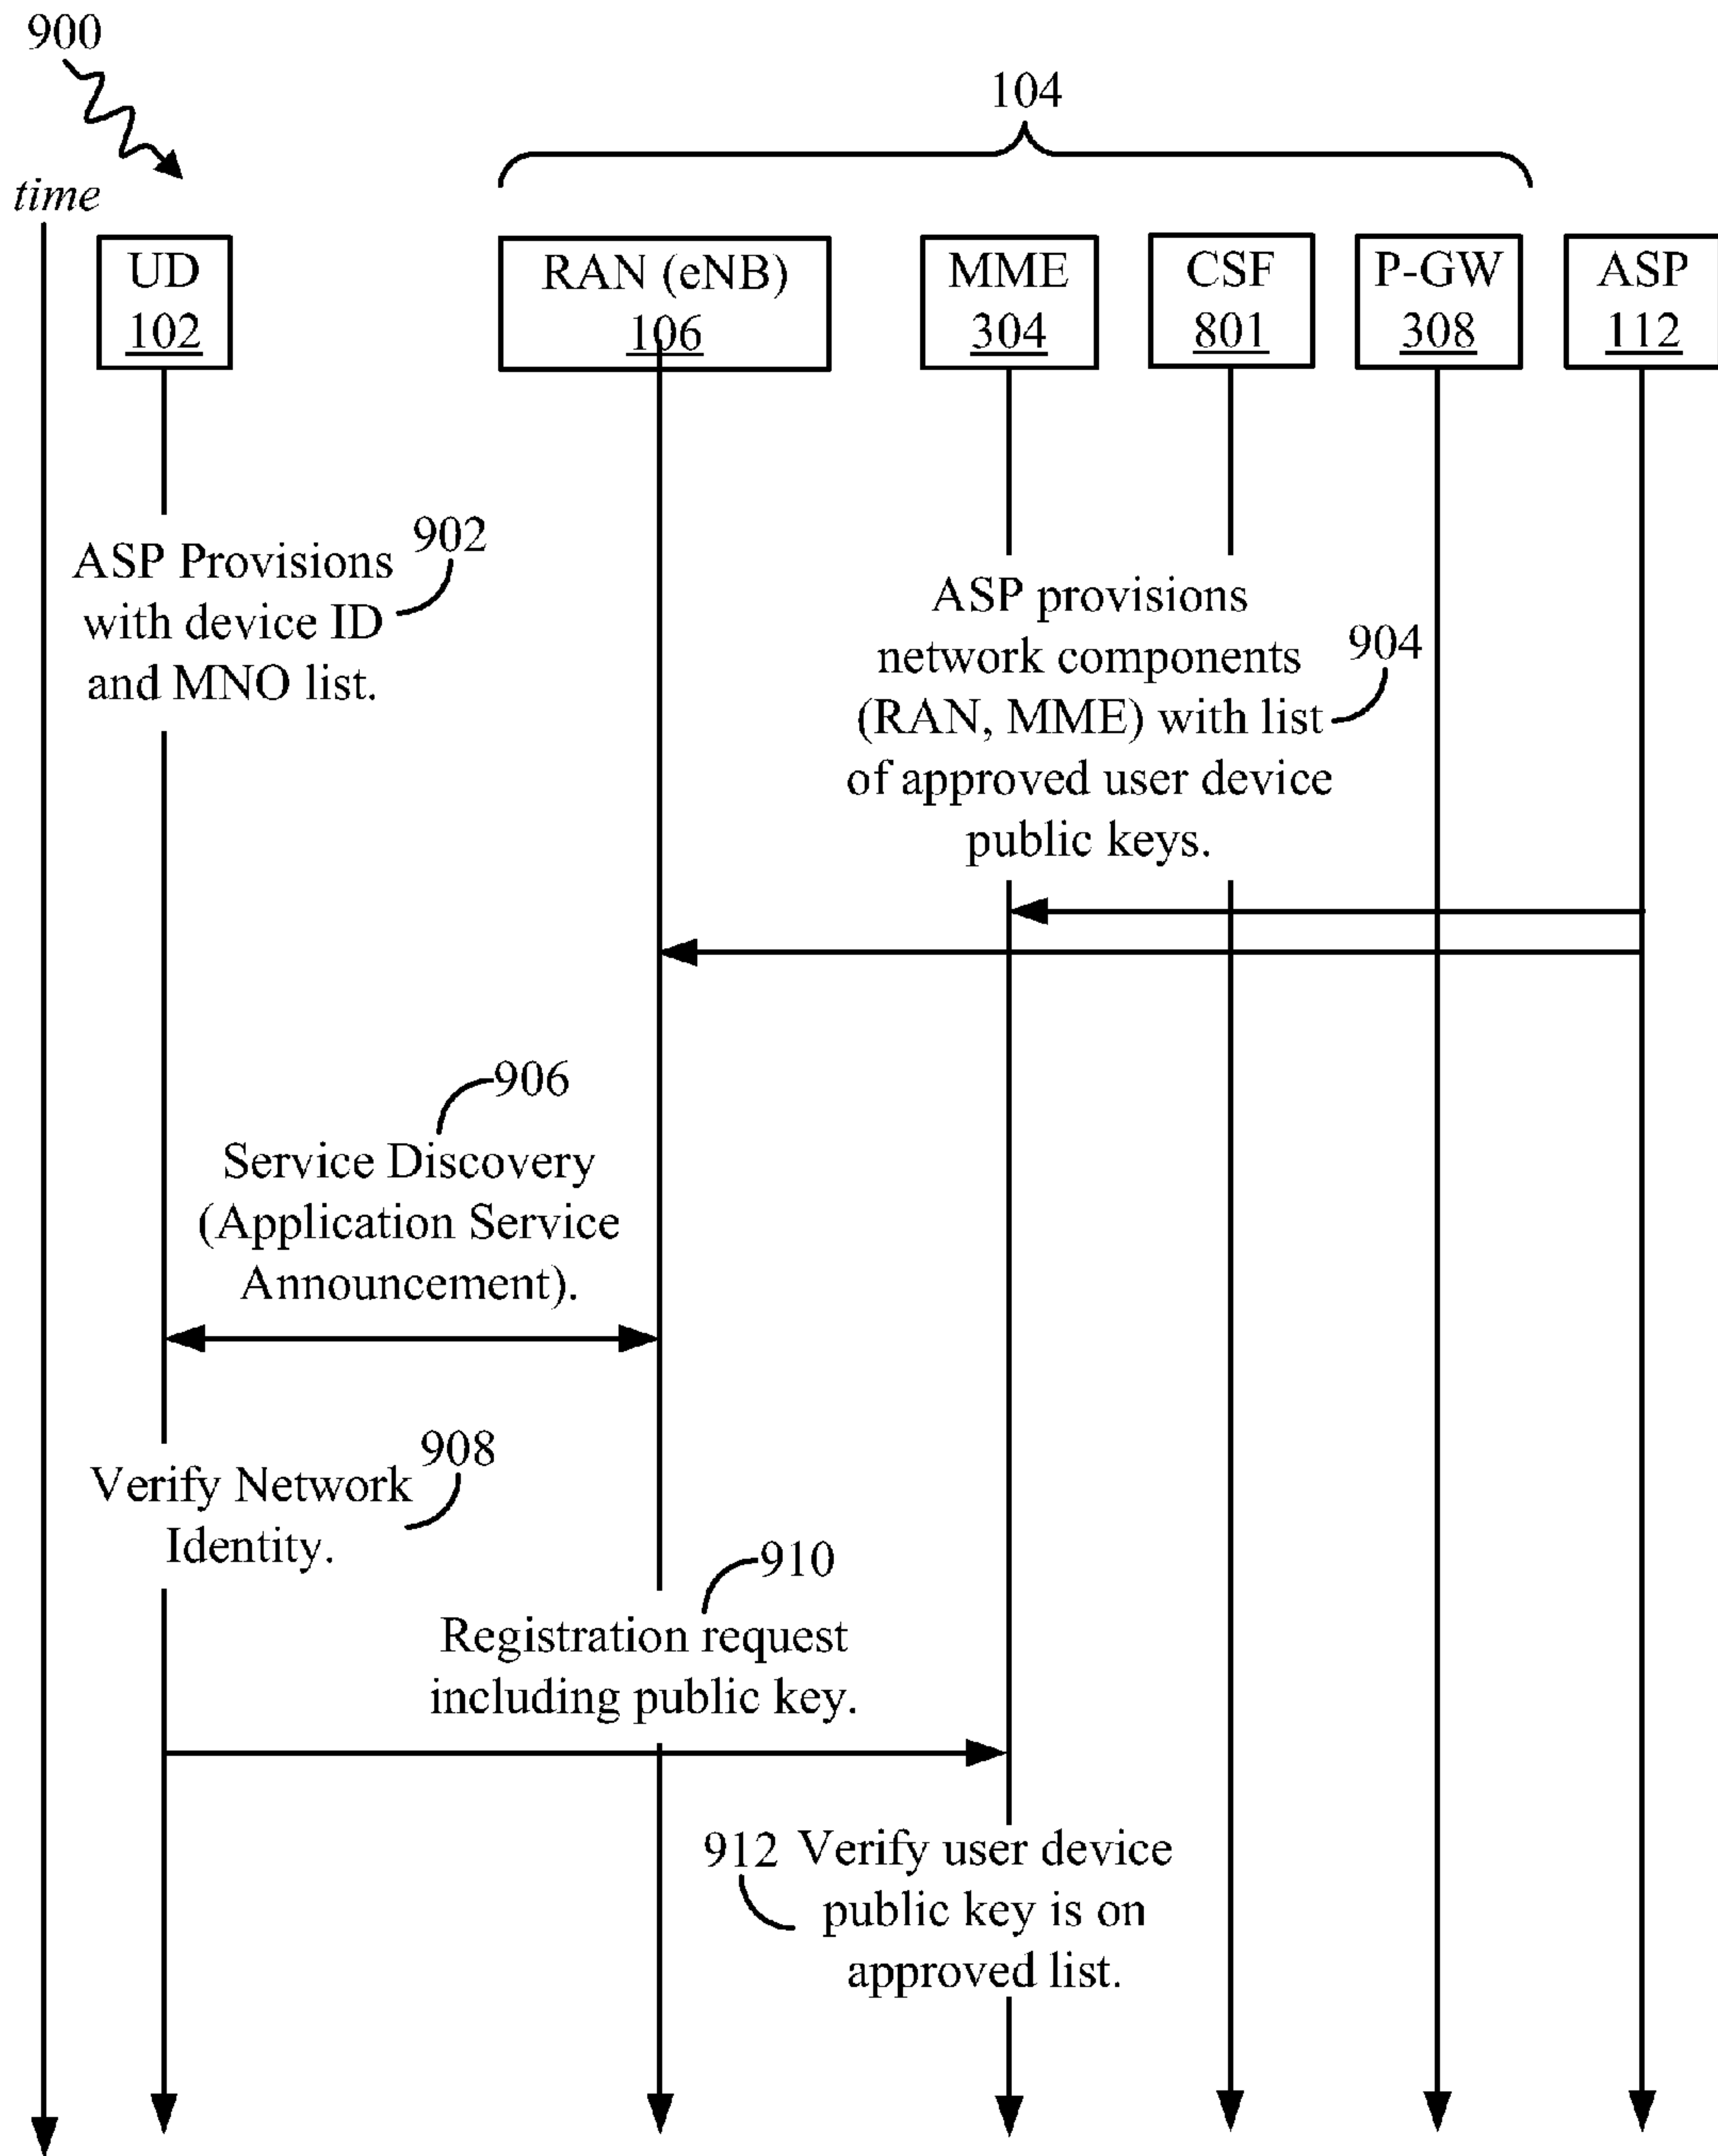 900
104
time
UD
102
RAN (eNB)
106
MME
304
CSF
801
P-GW
308
ASP
112
902
ASP Provisions
with device ID
and MNO list.
ASP provisions
network components
904
(RAN, MME) with list
of approved user device
public keys.
906
Service Discovery
(Application Service
Announcement).
908
Verify Network
Identity.
910
Registration request
including public key.
912 Verify user device
public key is on
approved list.